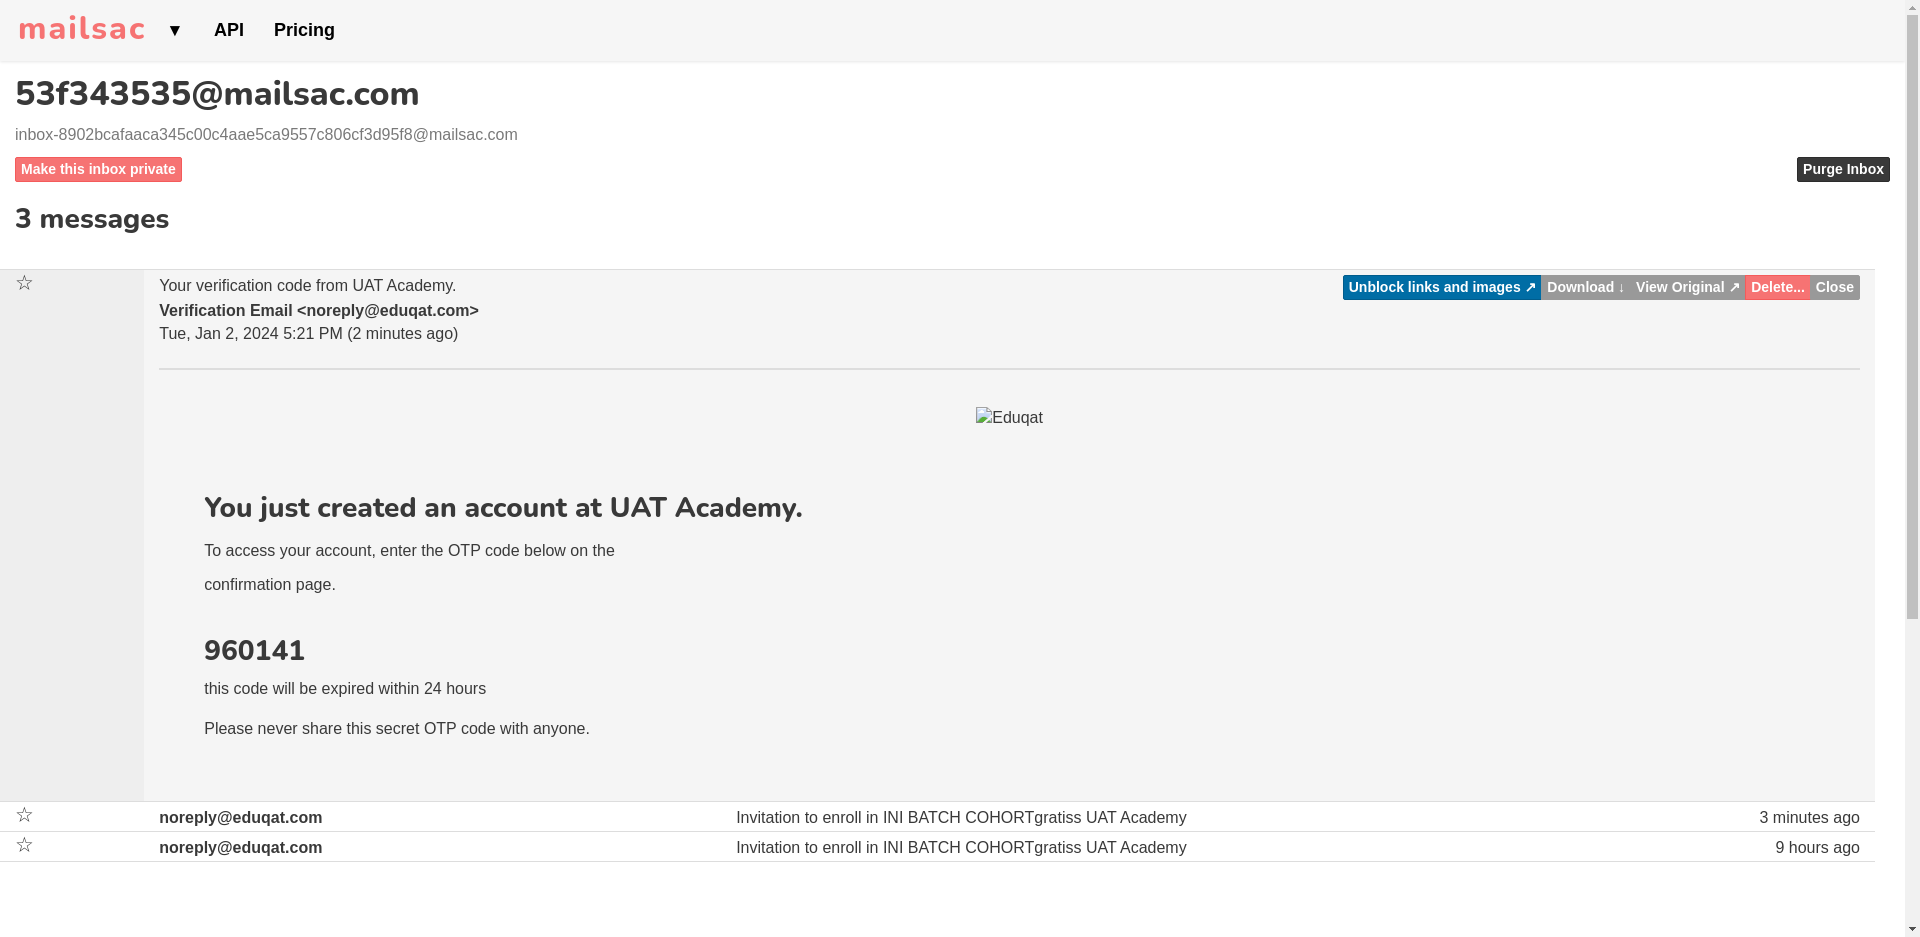 mailsac ▼ API Pricing
53f343535@mailsac.com
inbox-8902bcafaaca345c00c4aae5ca9557c806cf3d95f8@mailsac.com
Make this inbox private Purge Inbox
3 messages
☆ Your verification code from UAT Academy. Unblock links and images ↗ Download ↓ View Original ↗ Delete... Close
Verification Email <noreply@eduqat.com>
Tue, Jan 2, 2024 5:21 PM (2 minutes ago)
Eduqat
You just created an account at UAT Academy.
To access your account, enter the OTP code below on the
confirmation page.
960141
this code will be expired within 24 hours
Please never share this secret OTP code with anyone.
☆ noreply@eduqat.com Invitation to enroll in INI BATCH COHORTgratiss UAT Academy 3 minutes ago
☆ noreply@eduqat.com Invitation to enroll in INI BATCH COHORTgratiss UAT Academy 9 hours ago